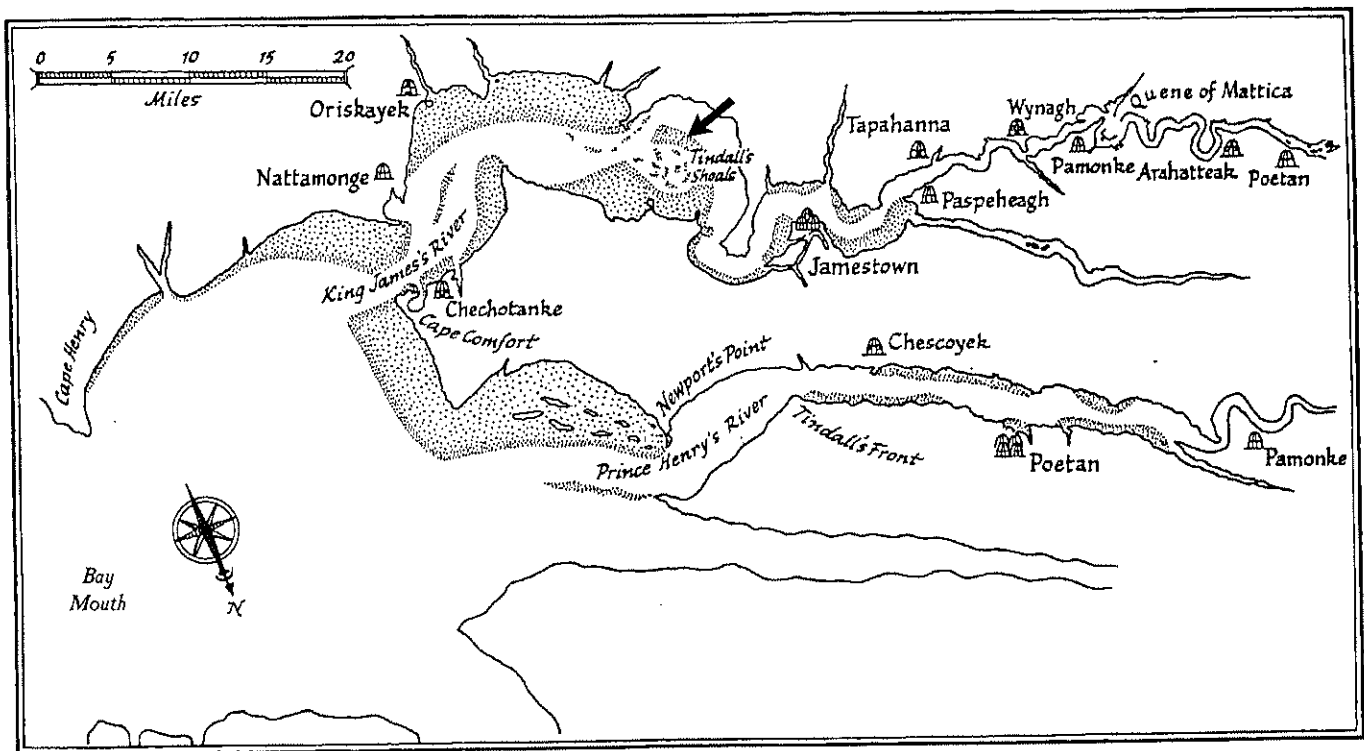 0 5 10 15 20
Miles
Oriskayek
Nattamonge
Tindall's
Shoals
Tapahanna
Wynagh
Quene of Mattica
Pamonke
Arahatteak
Poetan
Paspeheagh
Jamestown
King James's River
Chechotanke
Cape Comfort
Cape Henry
Newport's Point
Chescoyek
Prince Henry's River
Tindall's Front
Poetan
Pamonke
Bay
Mouth
N